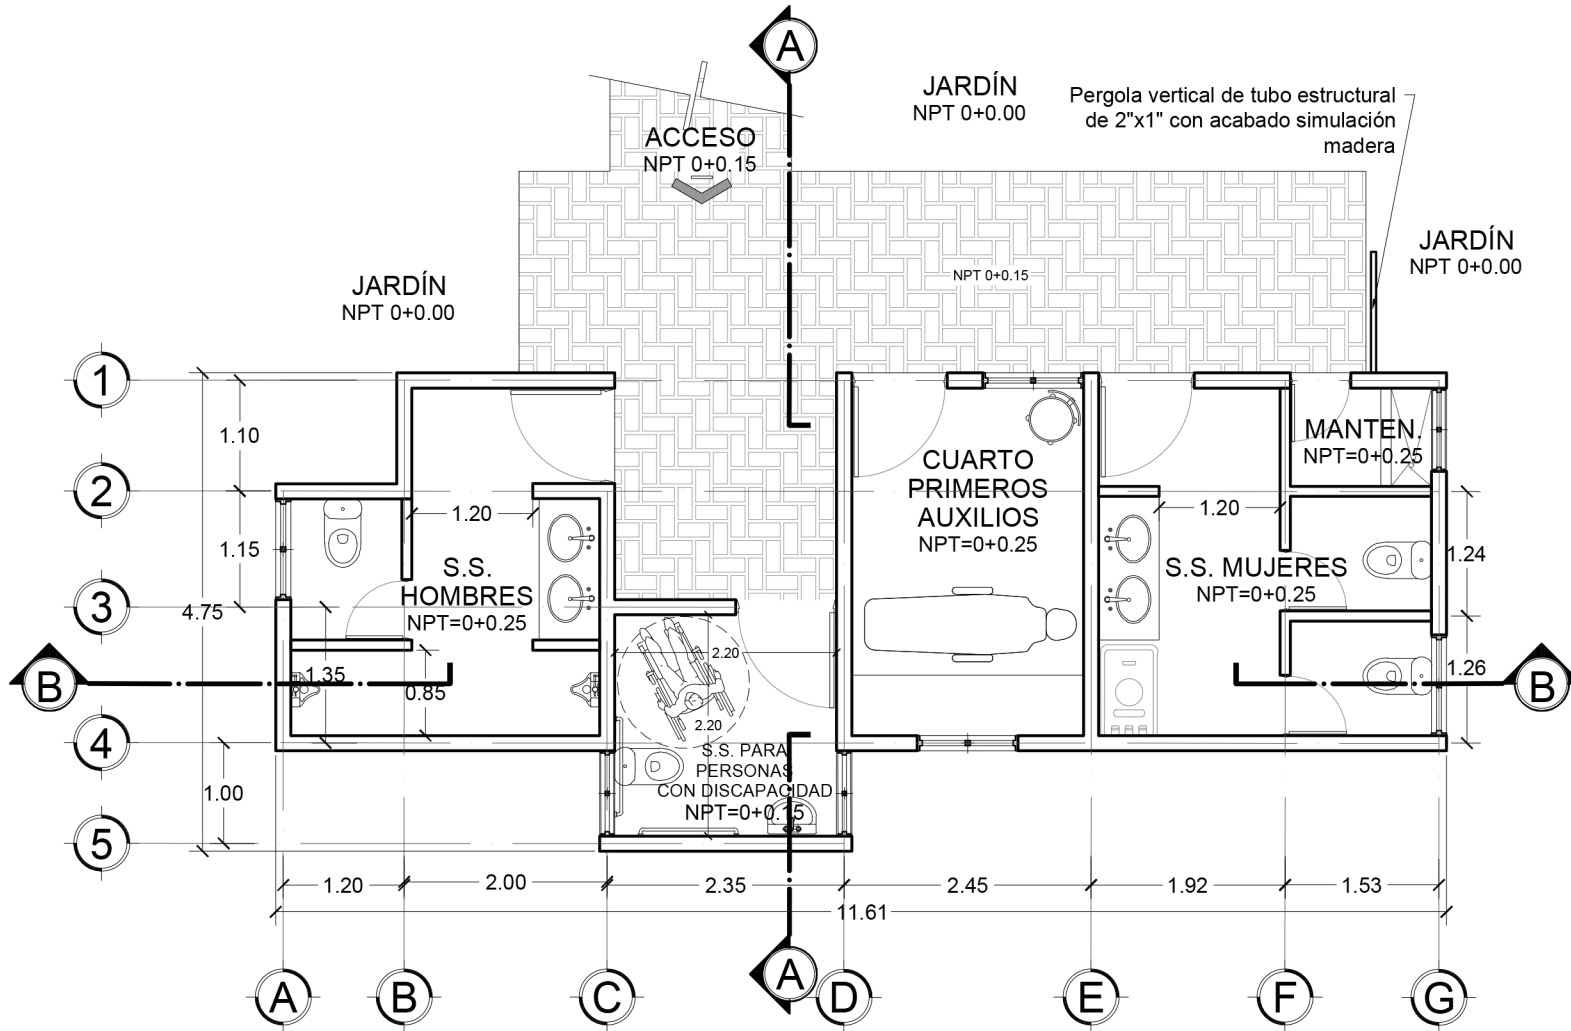 A
JARDÍN
NPT 0+0.00
Pergola vertical de tubo estructural
de 2"x1" con acabado simulación
madera
ACCESO
NPT 0+0.15
JARDÍN
NPT 0+0.00
NPT 0+0.15
JARDÍN
NPT 0+0.00
1
2
3
4
5
1.10
1.15
4.75
1.35
0.85
1.00
1.20
S.S.
HOMBRES
NPT=0+0.25
2.20
2.20
S.S. PARA
PERSONAS
CON DISCAPACIDAD
NPT=0+0.15
CUARTO
PRIMEROS
AUXILIOS
NPT=0+0.25
MANTEN.
NPT=0+0.25
1.20
S.S. MUJERES
NPT=0+0.25
1.24
1.26
B
B
1.20
2.00
2.35
2.45
1.92
1.53
11.61
A
A
B
C
D
E
F
G